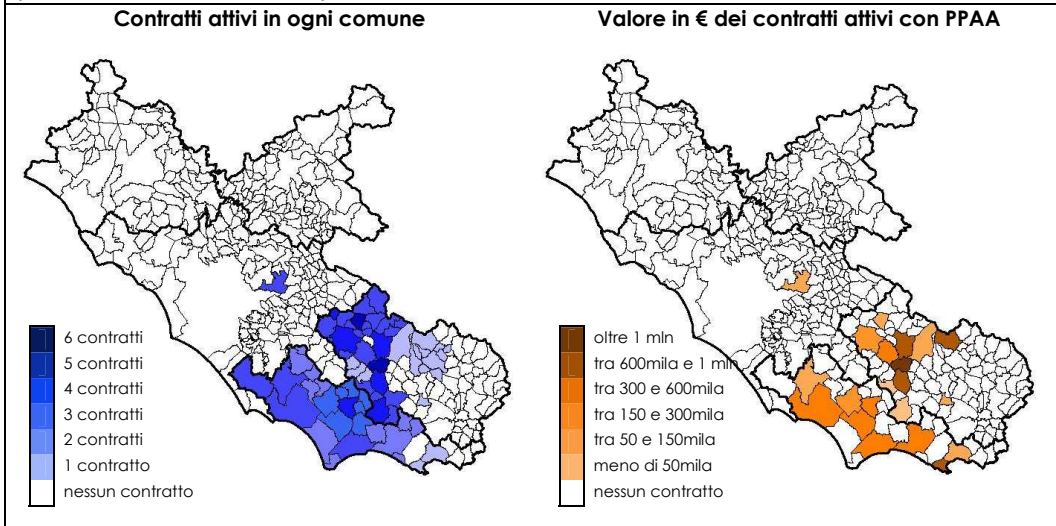 Contratti attivi in ogni comune
6 contratti
5 contratti
4 contratti
3 contratti
2 contratti
1 contratto
nessun contratto
Valore in € dei contratti attivi con PPAA
oltre 1 mln
tra 600mila e 1 mln
tra 300 e 600mila
tra 150 e 300mila
tra 50 e 150mila
meno di 50mila
nessun contratto